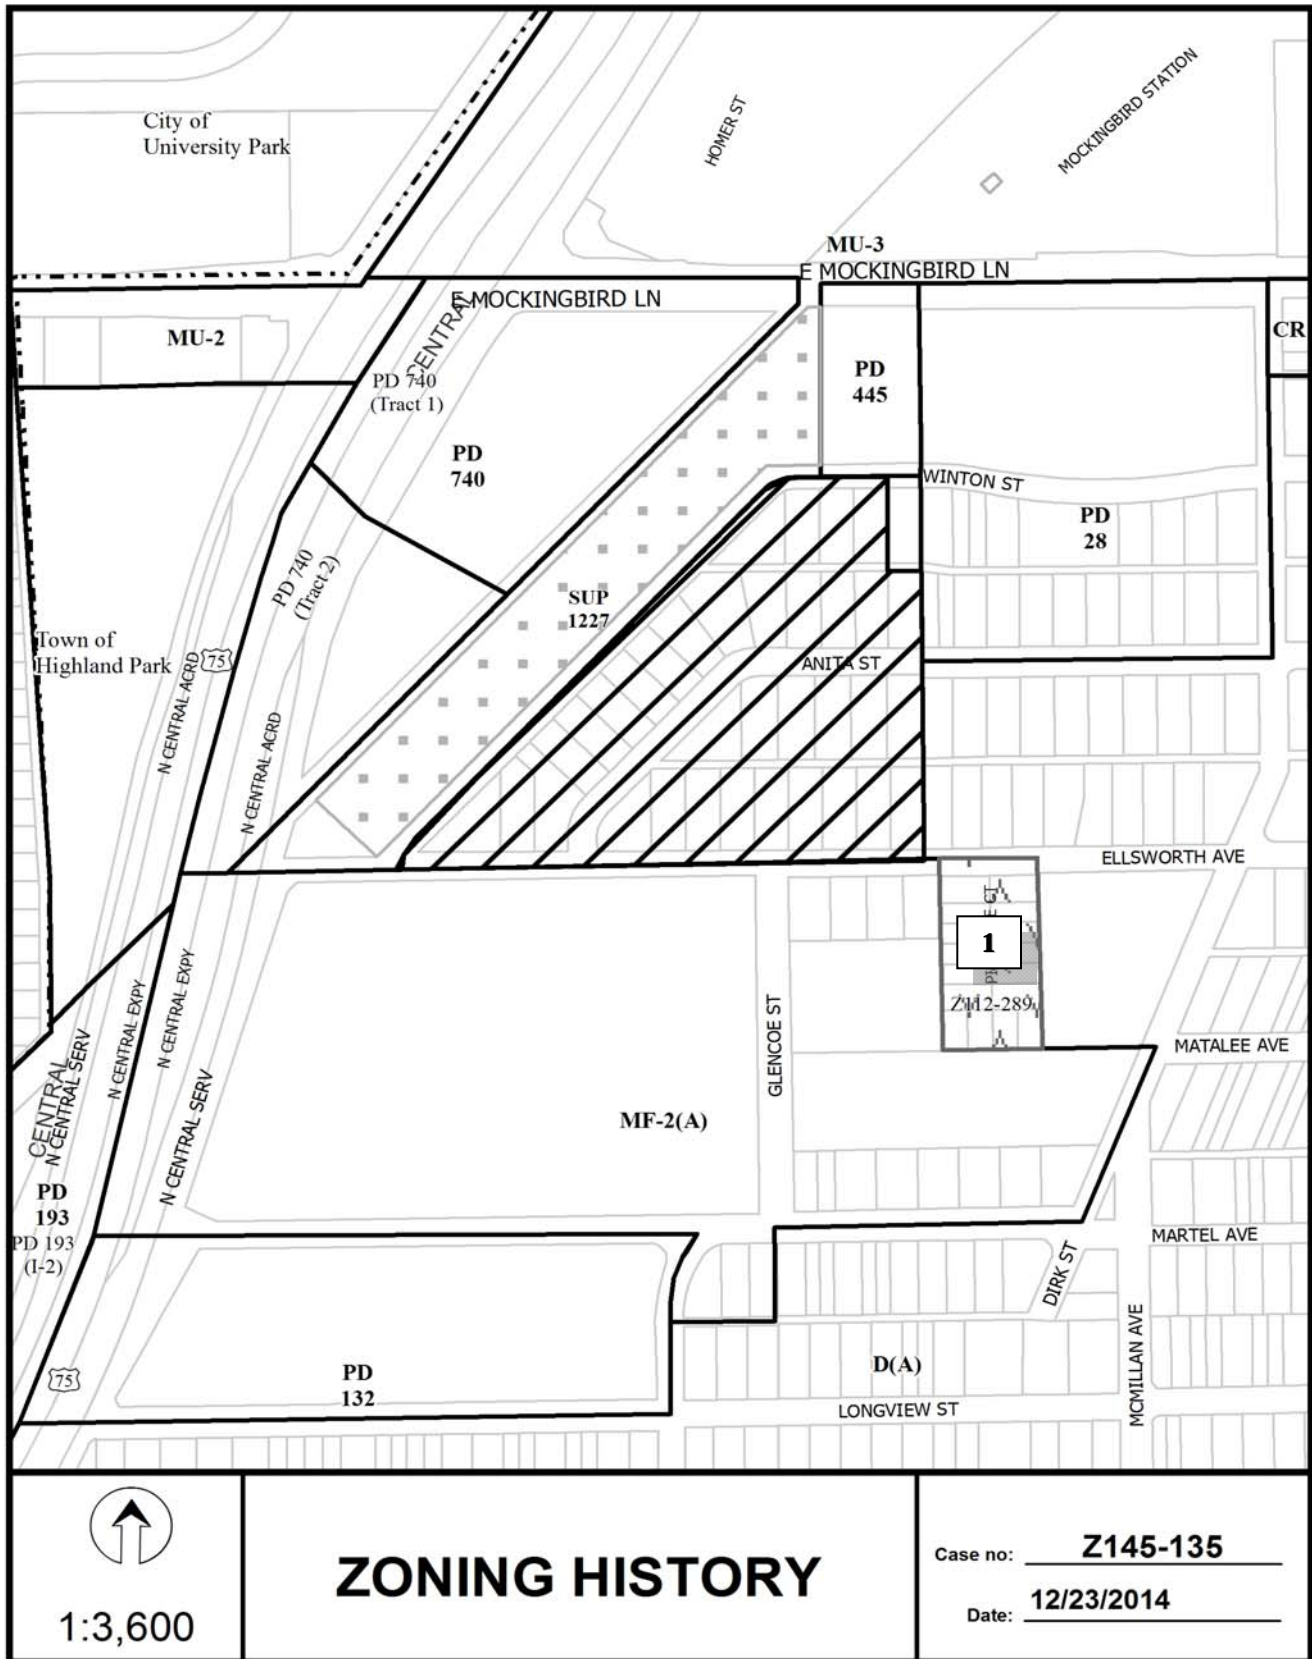 City of
University Park
HOMER ST
MOCKINGBIRD STATION
MU-3
E MOCKINGBIRD LN
E MOCKINGBIRD LN
CENTRAL
MU-2
PD
445
CR
PD 740
(Tract 1)
PD
740
WINTON ST
PD
28
PD 740
(Tract 2)
SUP
1227
Town of
Highland Park
75
N CENTRAL ACRD
N CENTRAL ACRD
ANITA ST
ELLSWORTH AVE
1
Z112-289
GLENCOE ST
N CENTRAL EXPY
N CENTRAL EXPY
MATALEE AVE
CENTRAL
N CENTRAL SERV
N CENTRAL SERV
MF-2(A)
PD
193
PD 193
(I-2)
MARTEL AVE
DIRK ST
MCMILLAN AVE
75
PD
132
D(A)
LONGVIEW ST
1:3,600
ZONING HISTORY
Case no: Z145-135
Date: 12/23/2014